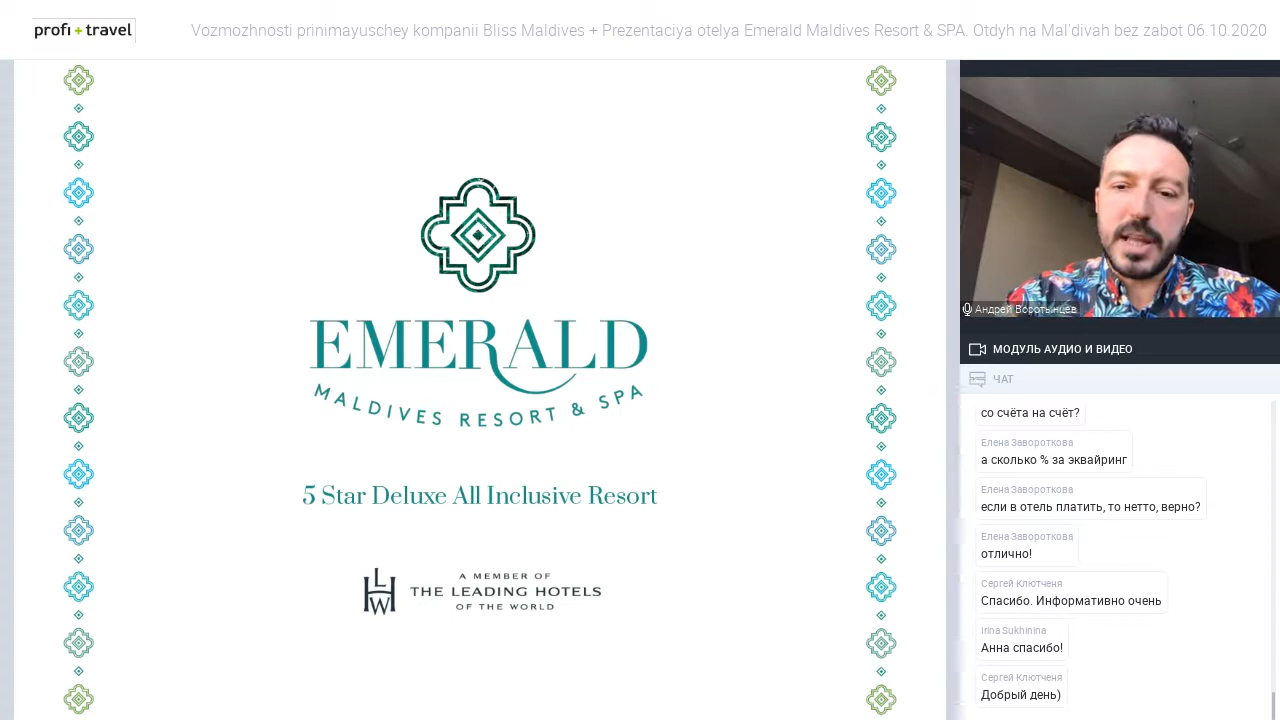 profi + travel
Vozmozhnosti prinimayuschey kompanii Bliss Maldives + Prezentaciya otelya Emerald Maldives Resort & SPA. Otdyh na Mal'divah bez zabot 06.10.2020
EMERALD
MALDIVES RESORT & SPA
5 Star Deluxe All Inclusive Resort
LHW
A MEMBER OF
THE LEADING HOTELS
OF THE WORLD
Андрей Воротынцев
МОДУЛЬ АУДИО И ВИДЕО
ЧАТ
со счёта на счёт?
Елена Завороткова
а сколько % за эквайринг
Елена Завороткова
если в отель платить, то нетто, верно?
Елена Завороткова
отлично!
Сергей Клютченя
Спасибо. Информативно очень
Irina Sukhinina
Анна спасибо!
Сергей Клютченя
Добрый день)